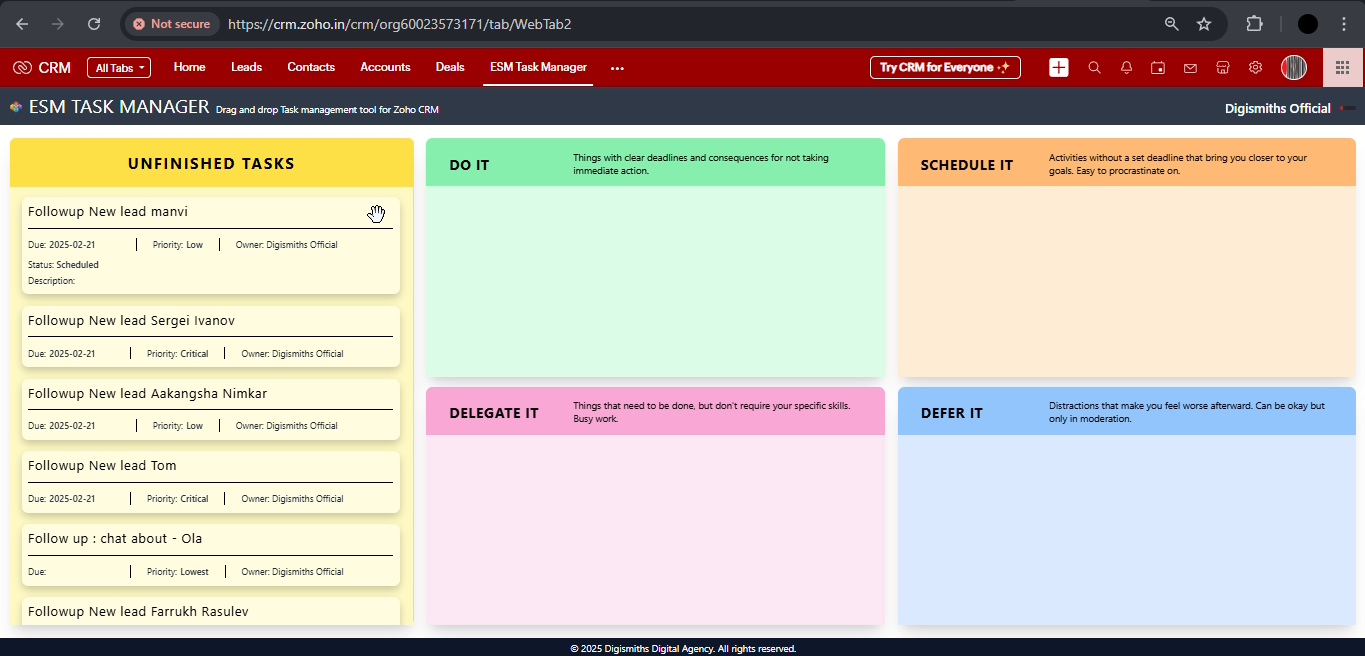 Not secure
https://crm.zoho.in/crm/org60023573171/tab/WebTab2
CRM
All Tabs
Home
Leads
Contacts
Accounts
Deals
ESM Task Manager
Try CRM for Everyone
ESM TASK MANAGER Drag and drop Task management tool for Zoho CRM
Digismiths Official
UNFINISHED TASKS
Followup New lead manvi
Due: 2025-02-21 Priority: Low Owner: Digismiths Official
Status: Scheduled
Description:
Followup New lead Sergei Ivanov
Due: 2025-02-21 Priority: Critical Owner: Digismiths Official
Followup New lead Aakangsha Nimkar
Due: 2025-02-21 Priority: Low Owner: Digismiths Official
Followup New lead Tom
Due: 2025-02-21 Priority: Critical Owner: Digismiths Official
Follow up : chat about - Ola
Due: Priority: Lowest Owner: Digismiths Official
Followup New lead Farrukh Rasulev
DO IT
Things with clear deadlines and consequences for not taking
immediate action.
SCHEDULE IT
Activities without a set deadline that bring you closer to your
goals. Easy to procrastinate on.
DELEGATE IT
Things that need to be done, but don't require your specific skills.
Busy work.
DEFER IT
Distractions that make you feel worse afterward. Can be okay but
only in moderation.
© 2025 Digismiths Digital Agency. All rights reserved.